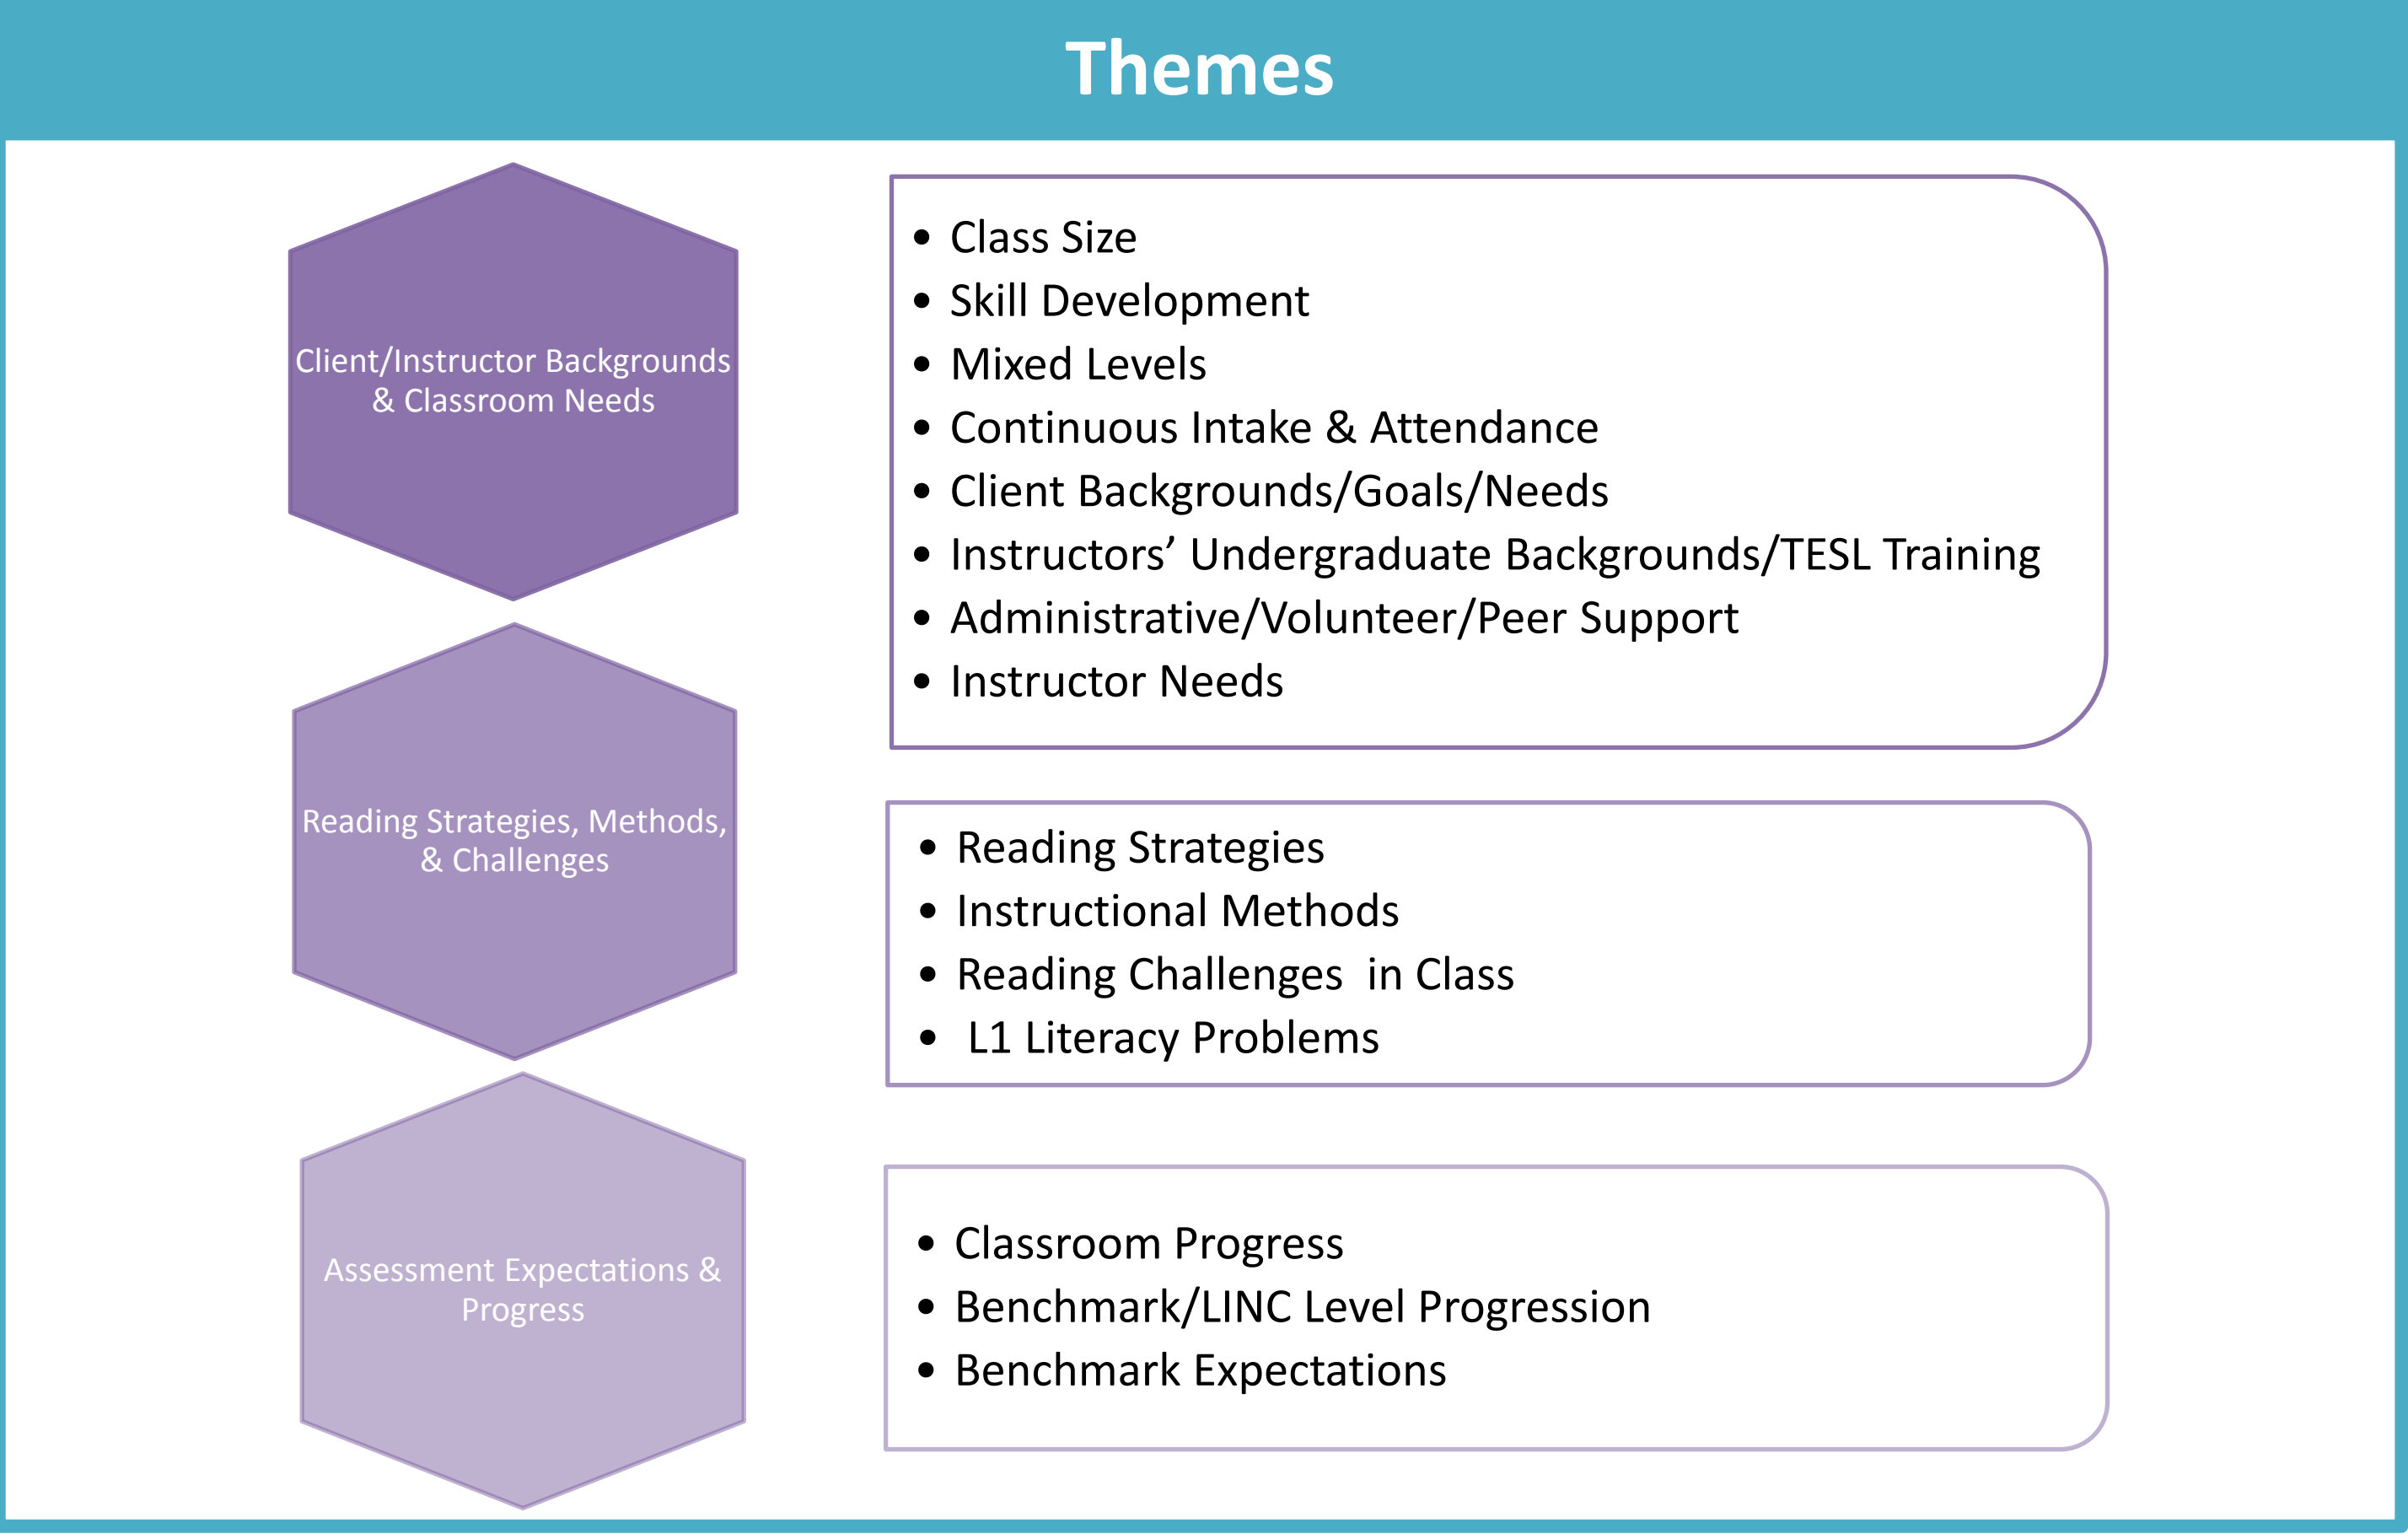 Themes
Client/Instructor Backgrounds
& Classroom Needs
• Class Size
• Skill Development
• Mixed Levels
• Continuous Intake & Attendance
• Client Backgrounds/Goals/Needs
• Instructors’ Undergraduate Backgrounds/TESL Training
• Administrative/Volunteer/Peer Support
• Instructor Needs
Reading Strategies, Methods,
& Challenges
• Reading Strategies
• Instructional Methods
• Reading Challenges  in Class
• L1 Literacy Problems
Assessment Expectations &
Progress
• Classroom Progress
• Benchmark/LINC Level Progression
• Benchmark Expectations